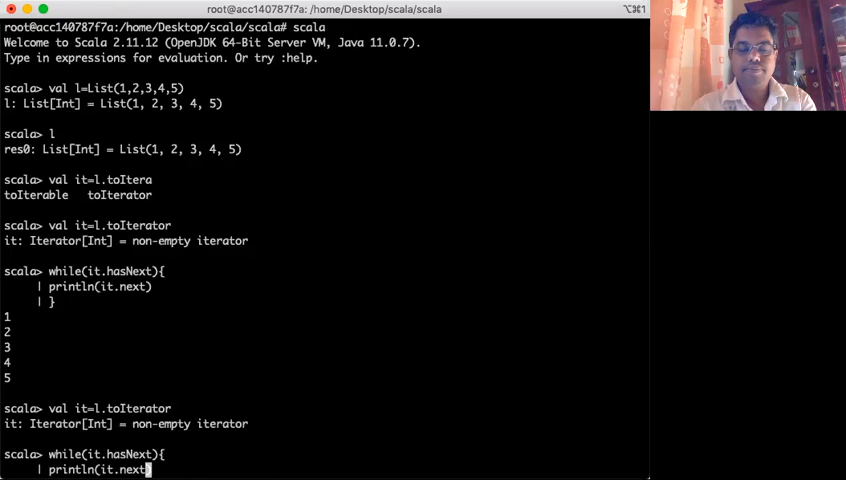 root@acc140787f7a: /home/Desktop/scala/scala
⌥⌘1
root@acc140787f7a:/home/Desktop/scala/scala# scala
Welcome to Scala 2.11.12 (OpenJDK 64-Bit Server VM, Java 11.0.7).
Type in expressions for evaluation. Or try :help.
scala> val l=List(1,2,3,4,5)
l: List[Int] = List(1, 2, 3, 4, 5)
scala> l
res0: List[Int] = List(1, 2, 3, 4, 5)
scala> val it=l.toItera
toIterable   toIterator
scala> val it=l.toIterator
it: Iterator[Int] = non-empty iterator
scala> while(it.hasNext){
| println(it.next)
| }
1
2
3
4
5
scala> val it=l.toIterator
it: Iterator[Int] = non-empty iterator
scala> while(it.hasNext){
| println(it.next)